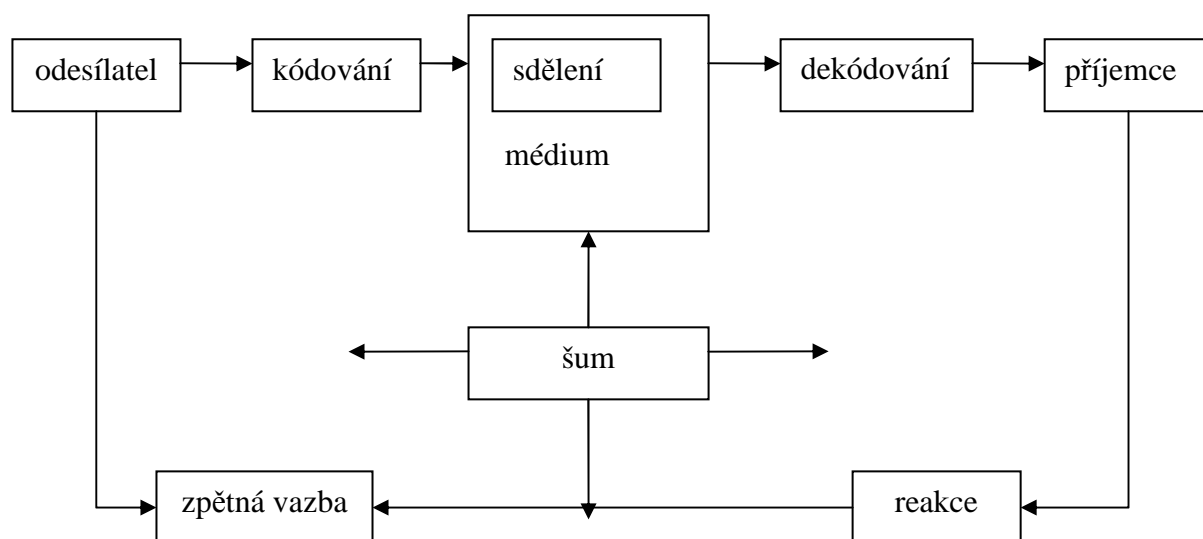 odesílatel
kódování
sdělení
médium
dekódování
příjemce
šum
zpětná vazba
reakce